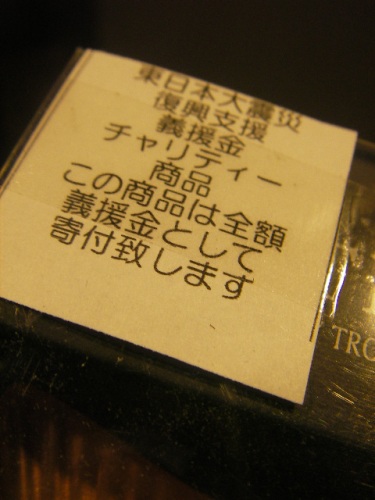 東日本大震災
復興支援
義援金
チャリティー
商品
この商品は全額
義援金として
寄付致します
TRO